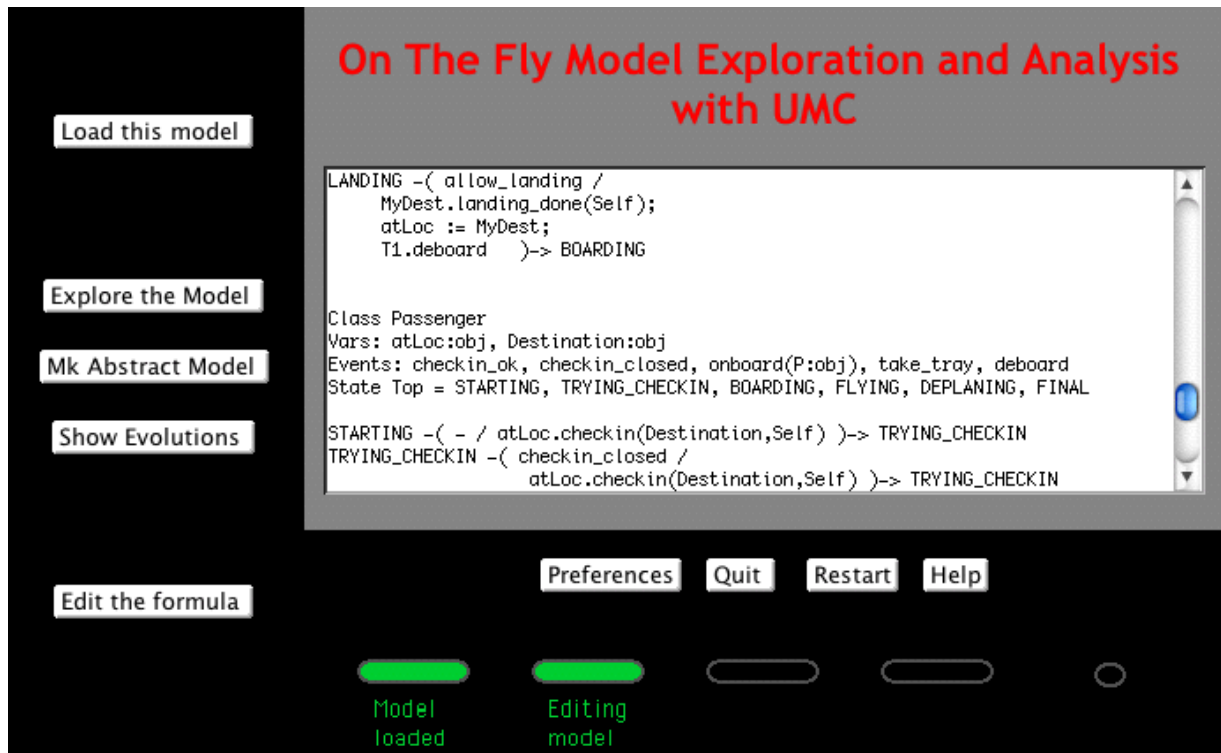 On The Fly Model Exploration and Analysis
with UMC
Load this model
LANDING -( allow_landing /
MyDest.landing_done(Self);
atLoc := MyDest;
T1.deboard )-> BOARDING
Explore the Model
Class Passenger
Vars: atLoc:obj, Destination:obj
Mk Abstract Model
Events: checkin_ok, checkin_closed, onboard(P:obj), take_tray, deboard
State Top = STARTING, TRYING_CHECKIN, BOARDING, FLYING, DEPLANING, FINAL
Show Evolutions
STARTING -( - / atLoc.checkin(Destination,Self) )-> TRYING_CHECKIN
TRYING_CHECKIN -( checkin_closed /
atLoc.checkin(Destination,Self) )-> TRYING_CHECKIN
Preferences
Quit
Restart
Help
Edit the formula
Model
loaded
Editing
model